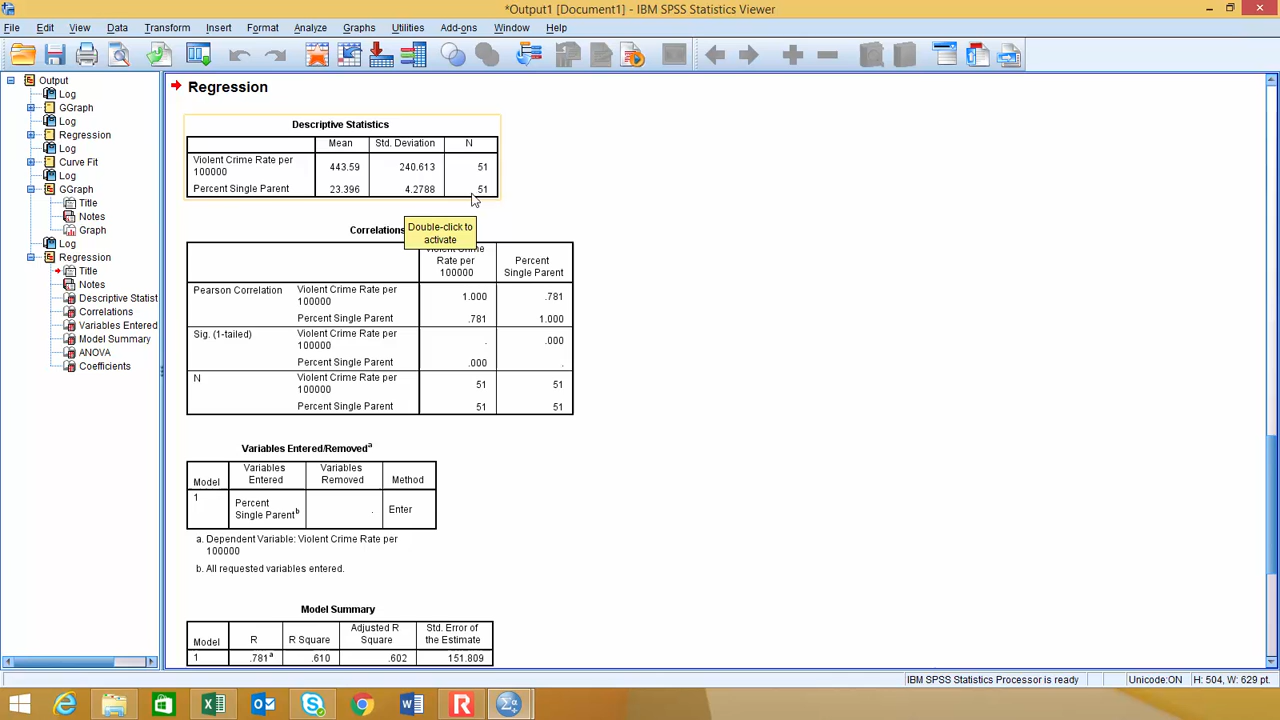 *Output1 [Document1] - IBM SPSS Statistics Viewer
File Edit View Data Transform Insert Format Analyze Graphs Utilities Add-ons Window Help
Output
Log
GGraph
Log
Regression
Log
Curve Fit
Log
GGraph
Title
Notes
Graph
Log
Regression
Title
Notes
Descriptive Statist
Correlations
Variables Entered
Model Summary
ANOVA
Coefficients
Regression
Descriptive Statistics
Mean Std. Deviation N
Violent Crime Rate per
100000 443.59 240.613 51
Percent Single Parent 23.396 4.2788 51
Double-click to
activate
Correlations
Violent Crime
Rate per
100000
Percent
Single Parent
Pearson Correlation Violent Crime Rate per
100000 1.000 .781
Percent Single Parent .781 1.000
Sig. (1-tailed) Violent Crime Rate per
100000 . .000
Percent Single Parent .000 .
N Violent Crime Rate per
100000 51 51
Percent Single Parent 51 51
Variables Entered/Removedᵃ
Model Variables
Entered Variables
Removed Method
1 Percent
Single Parentᵇ . Enter
a. Dependent Variable: Violent Crime Rate per
100000
b. All requested variables entered.
Model Summary
Model R R Square Adjusted R
Square Std. Error of
the Estimate
1 .781ᵃ .610 .602 151.809
IBM SPSS Statistics Processor is ready Unicode:ON H: 504, W: 629 pt.